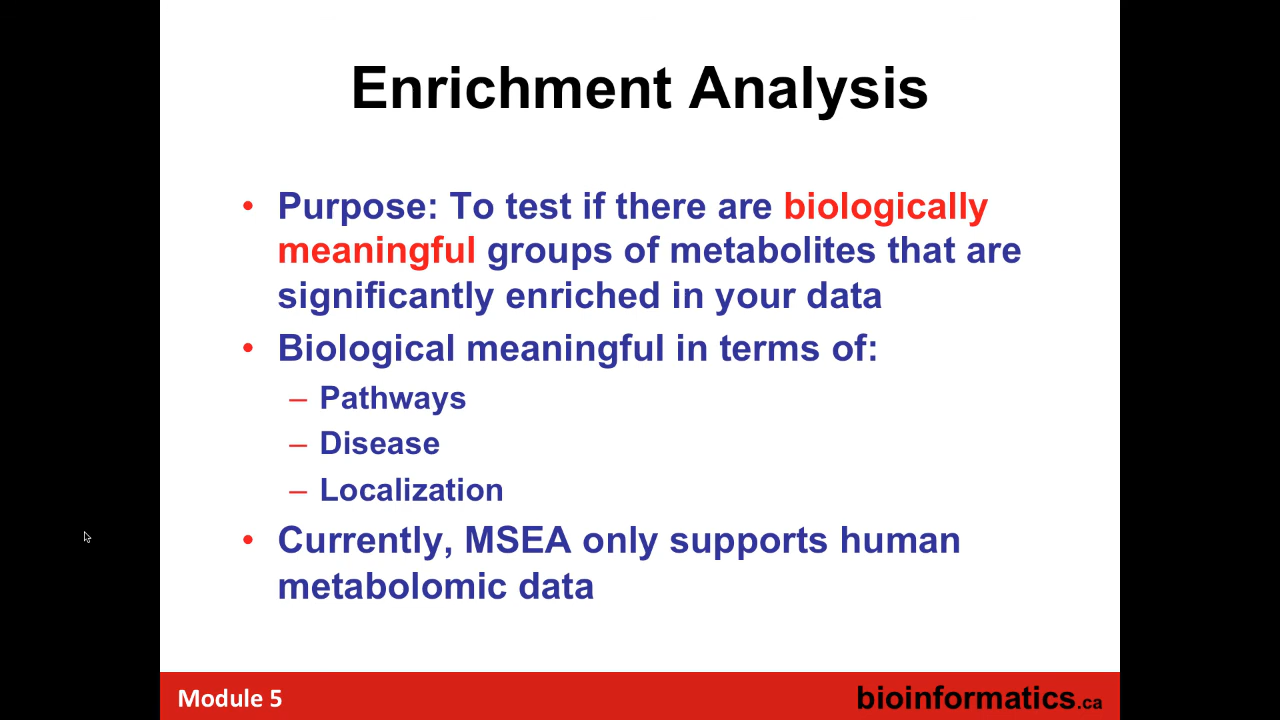 Enrichment Analysis
• Purpose: To test if there are biologically
meaningful groups of metabolites that are
significantly enriched in your data
• Biological meaningful in terms of:
– Pathways
– Disease
– Localization
• Currently, MSEA only supports human
metabolomic data
Module 5
bioinformatics.ca